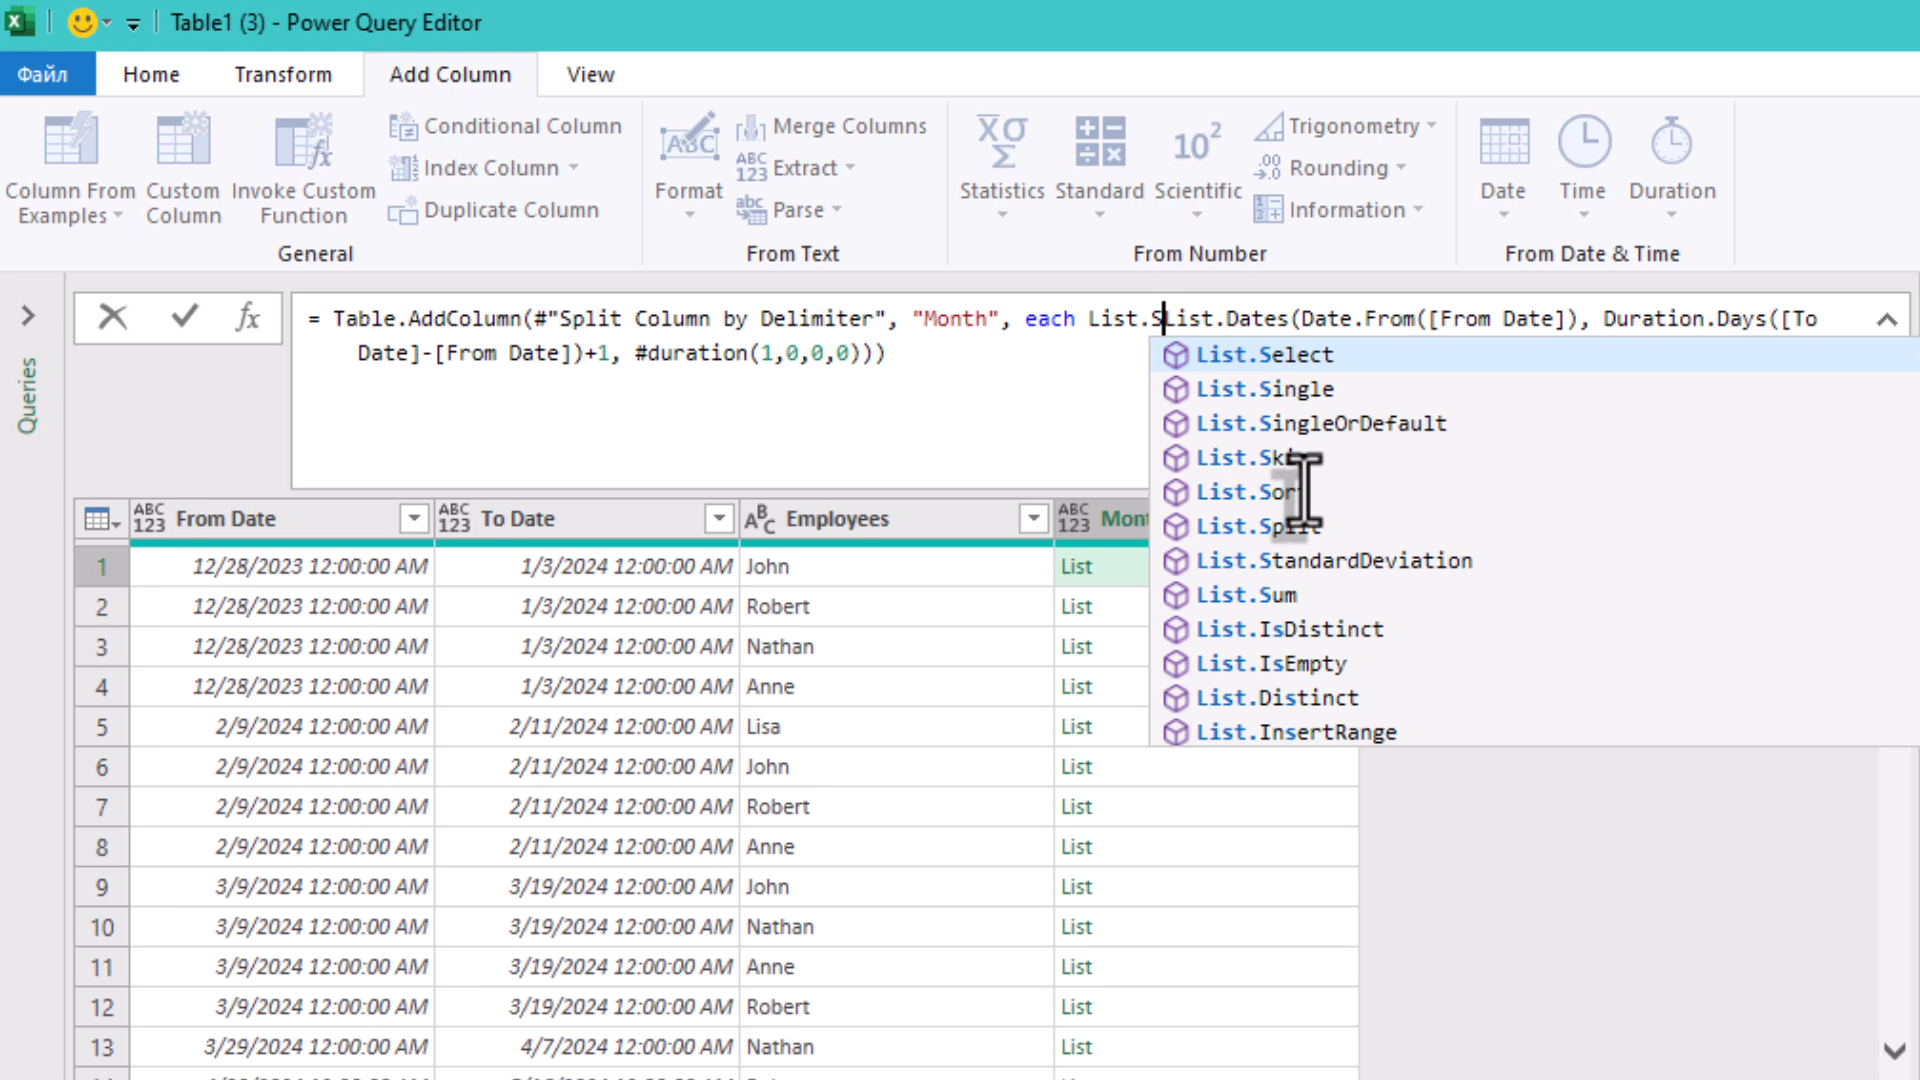 Table1 (3) - Power Query Editor
Файл Home Transform Add Column View
Column From Examples
Custom Column
Invoke Custom Function
Conditional Column
Index Column
Duplicate Column
General
Format
Merge Columns
Extract
Parse
From Text
Statistics
Standard
Scientific
Trigonometry
Rounding
Information
From Number
Date
Time
Duration
From Date & Time
= Table.AddColumn(#"Split Column by Delimiter", "Month", each List.SList.Dates(Date.From([From Date]), Duration.Days([To
Date]-[From Date])+1, #duration(1,0,0,0)))
List.Select
List.Single
List.SingleOrDefault
List.StandardDeviation
List.Sum
List.IsDistinct
List.IsEmpty
List.Distinct
List.InsertRange
Queries
ABC 123 From Date ABC 123 To Date ABC Employees ABC 123
1 12/28/2023 12:00:00 AM 1/3/2024 12:00:00 AM John List
2 12/28/2023 12:00:00 AM 1/3/2024 12:00:00 AM Robert List
3 12/28/2023 12:00:00 AM 1/3/2024 12:00:00 AM Nathan List
4 12/28/2023 12:00:00 AM 1/3/2024 12:00:00 AM Anne List
5 2/9/2024 12:00:00 AM 2/11/2024 12:00:00 AM Lisa List
6 2/9/2024 12:00:00 AM 2/11/2024 12:00:00 AM John List
7 2/9/2024 12:00:00 AM 2/11/2024 12:00:00 AM Robert List
8 2/9/2024 12:00:00 AM 2/11/2024 12:00:00 AM Anne List
9 3/9/2024 12:00:00 AM 3/19/2024 12:00:00 AM John List
10 3/9/2024 12:00:00 AM 3/19/2024 12:00:00 AM Nathan List
11 3/9/2024 12:00:00 AM 3/19/2024 12:00:00 AM Anne List
12 3/9/2024 12:00:00 AM 3/19/2024 12:00:00 AM Robert List
13 3/29/2024 12:00:00 AM 4/7/2024 12:00:00 AM Nathan List